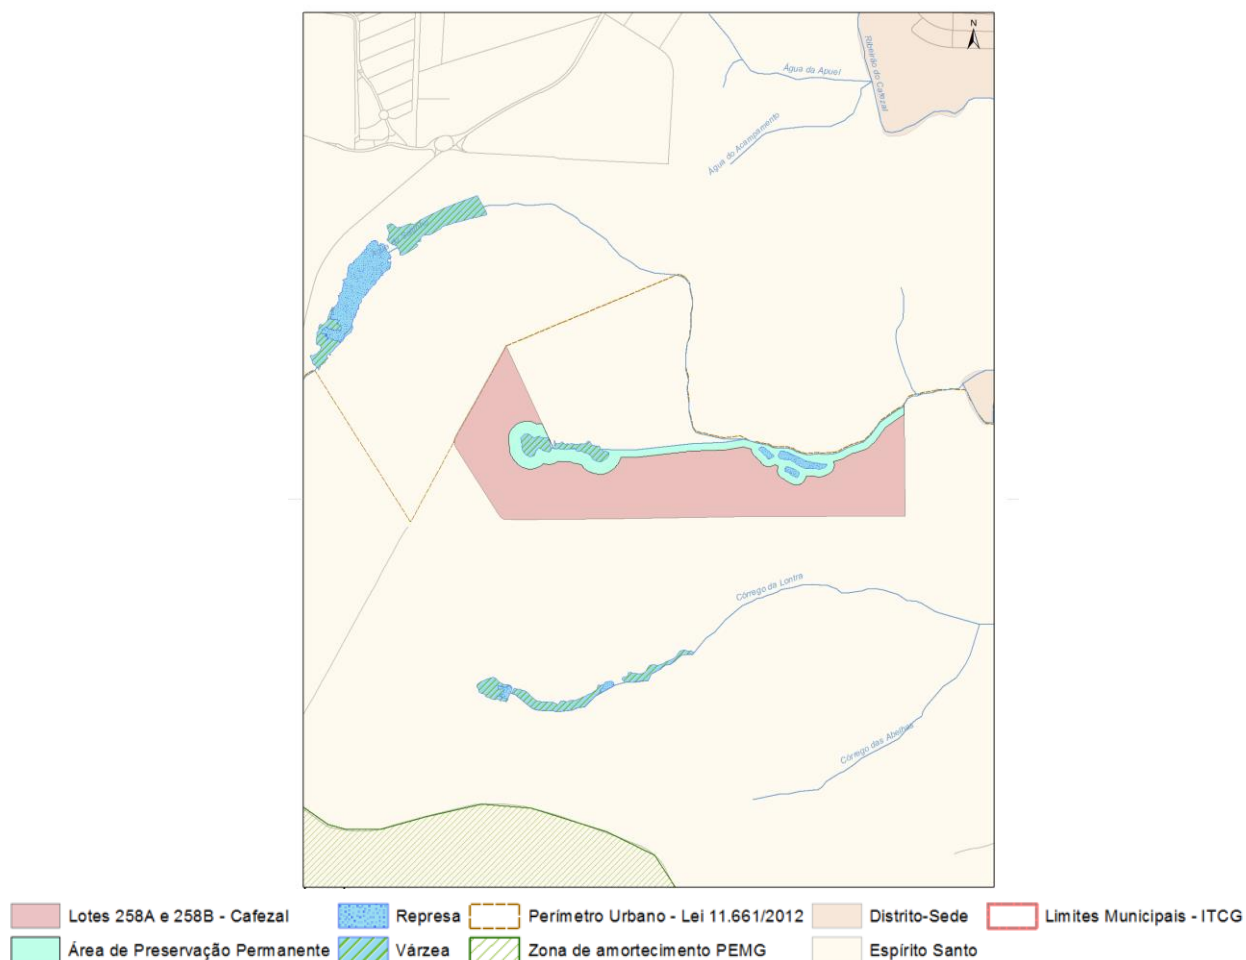 N
Água da Apuel
Ribeirão do Cafezal
Água do Acampamento
Córrego da Lontra
Córrego das Abelhas
Lotes 258A e 258B - Cafezal
Represa
Perímetro Urbano - Lei 11.661/2012
Distrito-Sede
Limites Municipais - ITCG
Área de Preservação Permanente
Várzea
Zona de amortecimento PEMG
Espírito Santo